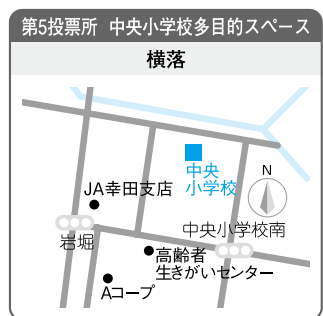 第5投票所 中央小学校多目的スペース
横落
中央
小学校
N
JA幸田支店
中央小学校南
岩堀
高齢者
生きがいセンター
Aコープ